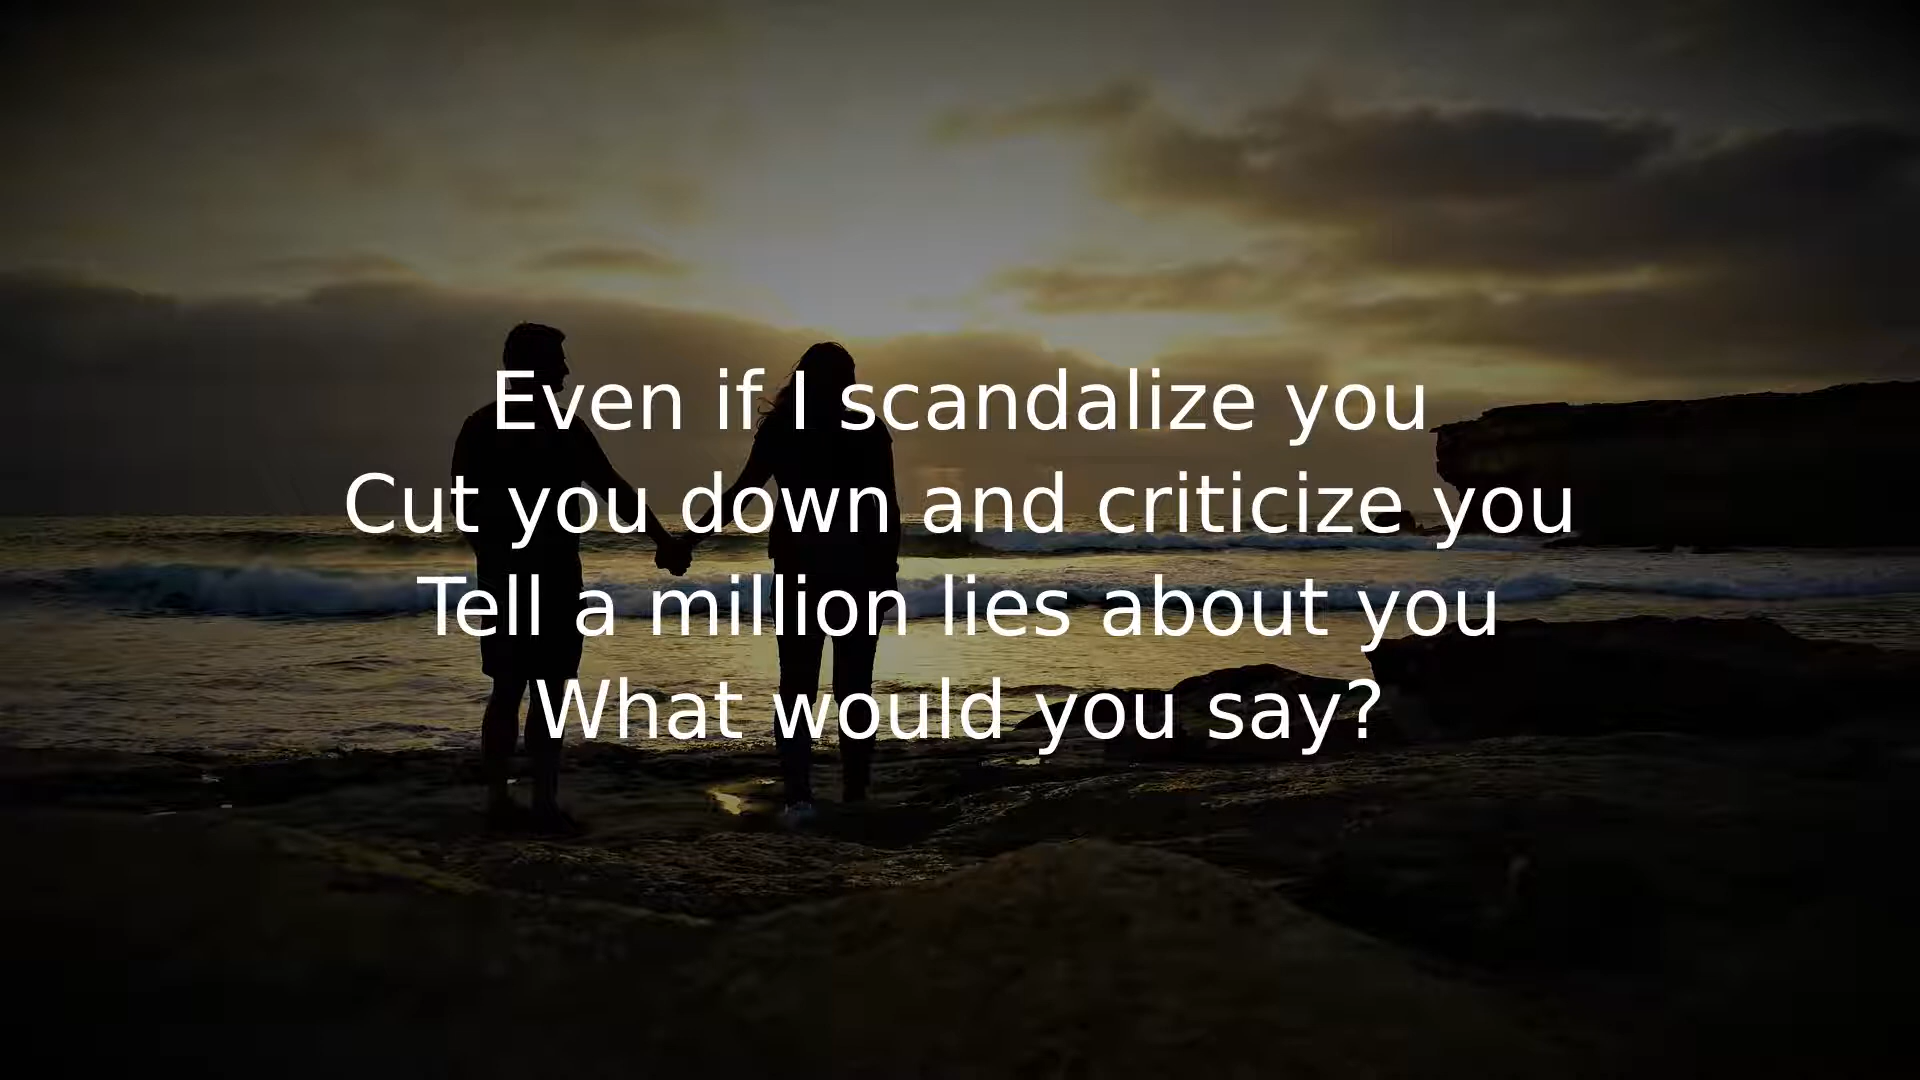 Even if I scandalize you
Cut you down and criticize you
Tell a million lies about you
What would you say?